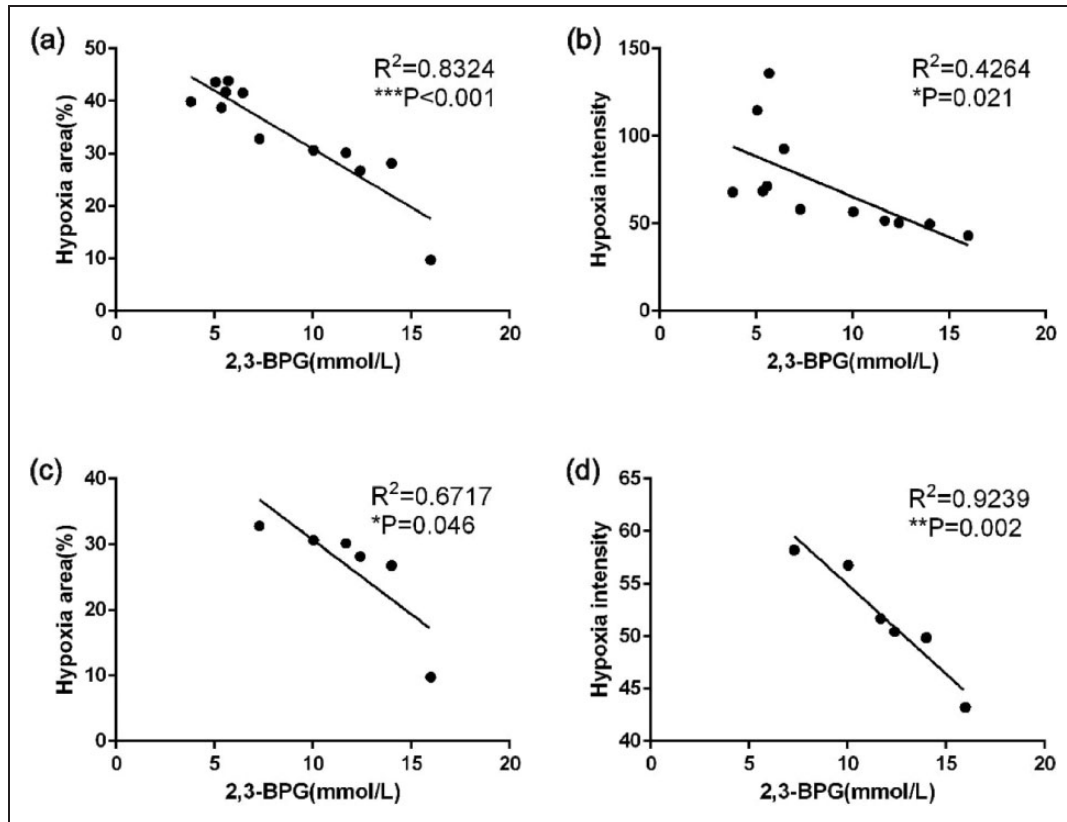 (a)
R²=0.8324
***P<0.001
Hypoxia area(%)
50
40
30
20
10
0
0 5 10 15 20
2,3-BPG(mmol/L)
(b)
R²=0.4264
*P=0.021
Hypoxia intensity
150
100
50
0
0 5 10 15 20
2,3-BPG(mmol/L)
(c)
R²=0.6717
*P=0.046
Hypoxia area(%)
40
30
20
10
0
0 5 10 15 20
2,3-BPG(mmol/L)
(d)
R²=0.9239
**P=0.002
Hypoxia intensity
65
60
55
50
45
40
0 5 10 15 20
2,3-BPG(mmol/L)